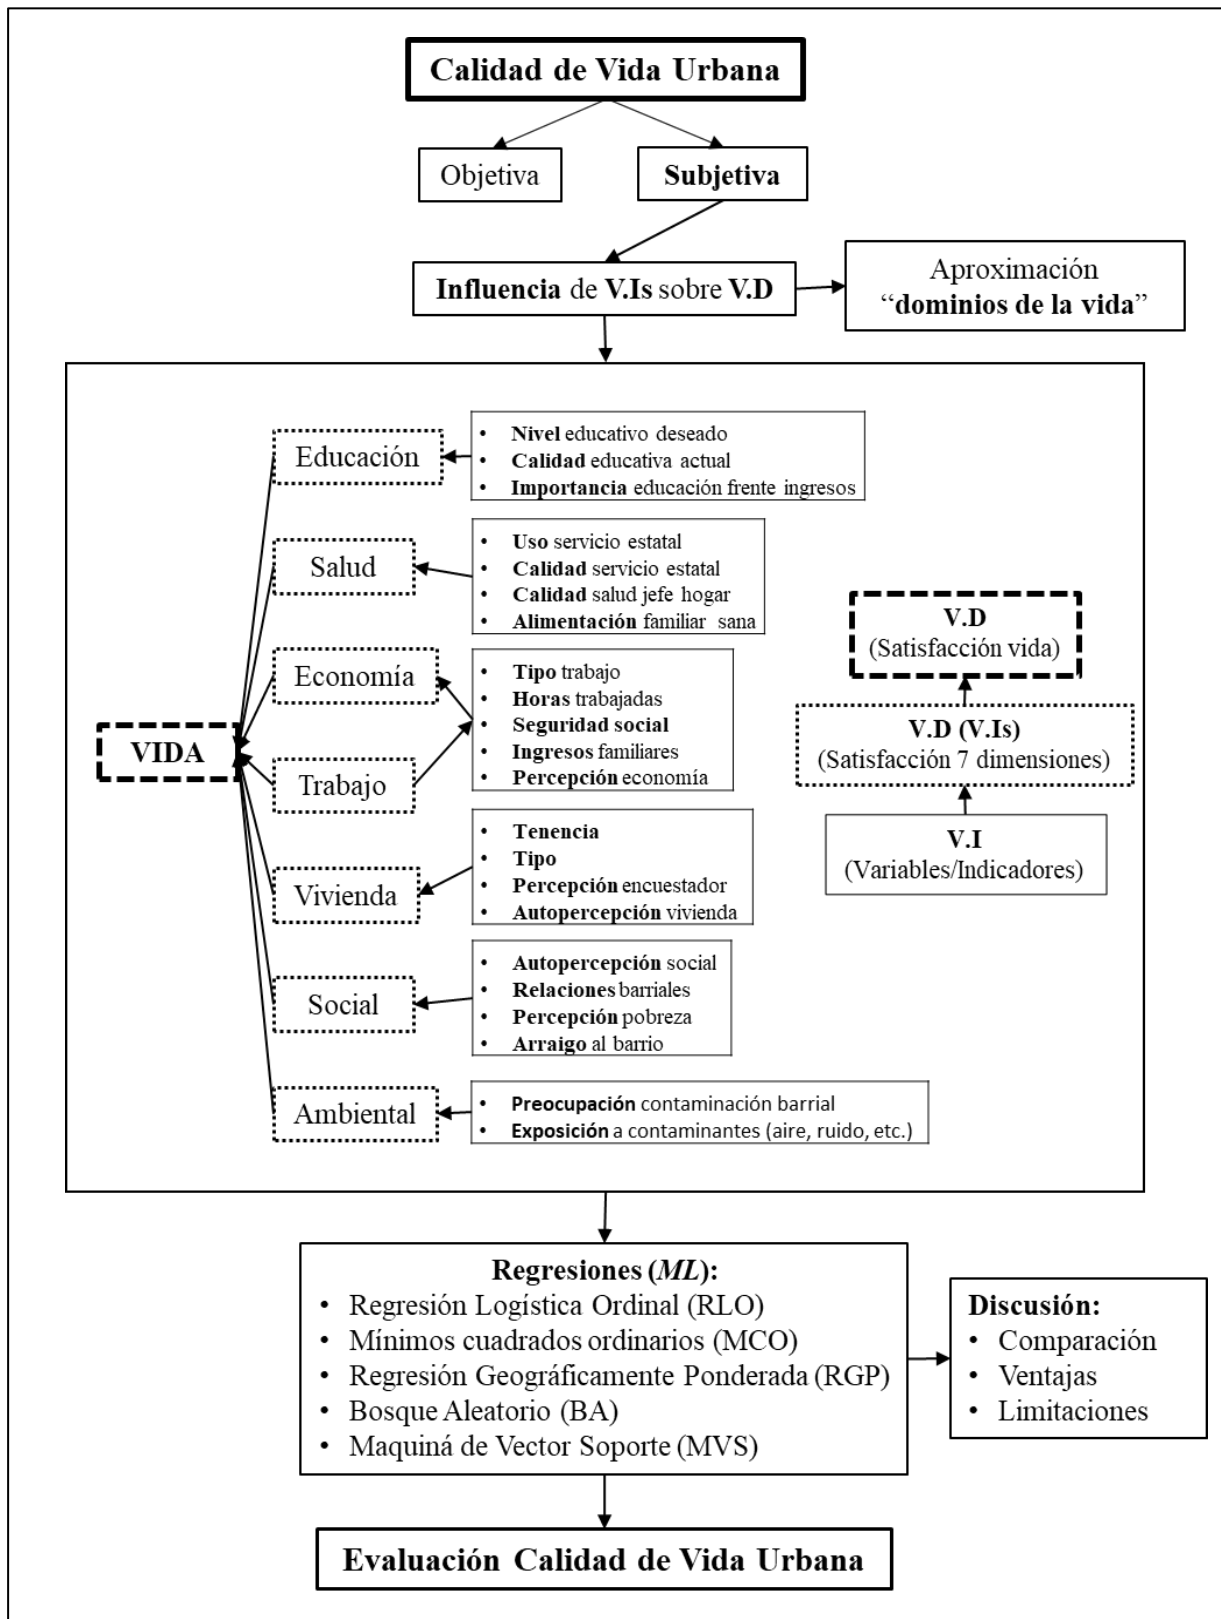 Calidad de Vida Urbana
Objetiva
Subjetiva
Influencia de V.Is sobre V.D
Aproximación
“dominios de la vida”
VIDA
Educación
• Nivel educativo deseado
• Calidad educativa actual
• Importancia educación frente ingresos
Salud
• Uso servicio estatal
• Calidad servicio estatal
• Calidad salud jefe hogar
• Alimentación familiar sana
Economía
Trabajo
• Tipo trabajo
• Horas trabajadas
• Seguridad social
• Ingresos familiares
• Percepción economía
Vivienda
• Tenencia
• Tipo
• Percepción encuestador
• Autopercepción vivienda
Social
• Autopercepción social
• Relaciones barriales
• Percepción pobreza
• Arraigo al barrio
Ambiental
• Preocupación contaminación barrial
• Exposición a contaminantes (aire, ruido, etc.)
V.D
(Satisfacción vida)
V.D (V.Is)
(Satisfacción 7 dimensiones)
V.I
(Variables/Indicadores)
Regresiones (ML):
• Regresión Logística Ordinal (RLO)
• Mínimos cuadrados ordinarios (MCO)
• Regresión Geográficamente Ponderada (RGP)
• Bosque Aleatorio (BA)
• Maquiná de Vector Soporte (MVS)
Discusión:
• Comparación
• Ventajas
• Limitaciones
Evaluación Calidad de Vida Urbana